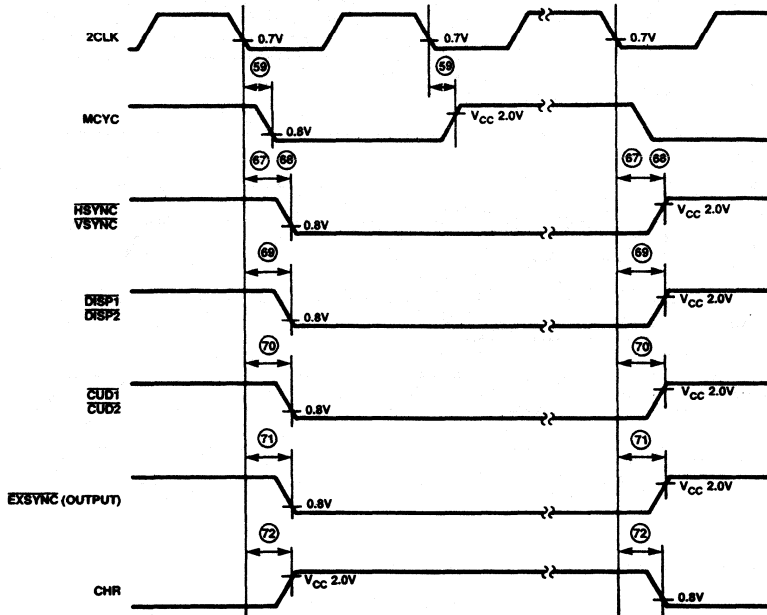 2CLK 0.7V 0.7V 0.7V
59 59
MCYC 0.8V VCC 2.0V
67 68 67 68
HSYNC
VSYNC 0.8V VCC 2.0V
69 69
DISP1
DISP2 0.8V VCC 2.0V
70 70
CUD1
CUD2 0.8V VCC 2.0V
71 71
EXSYNC (OUTPUT) 0.8V VCC 2.0V
72 72
CHR VCC 2.0V 0.8V